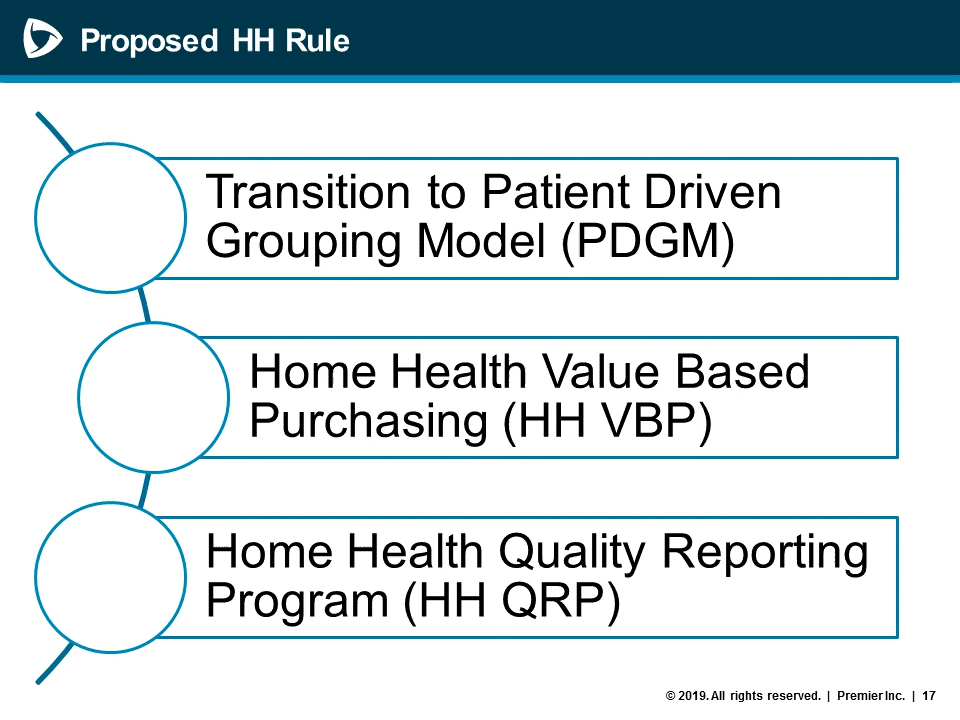 Proposed HH Rule
Transition to Patient Driven
Grouping Model (PDGM)
Home Health Value Based
Purchasing (HH VBP)
Home Health Quality Reporting
Program (HH QRP)
© 2019. All rights reserved. | Premier Inc. | 17